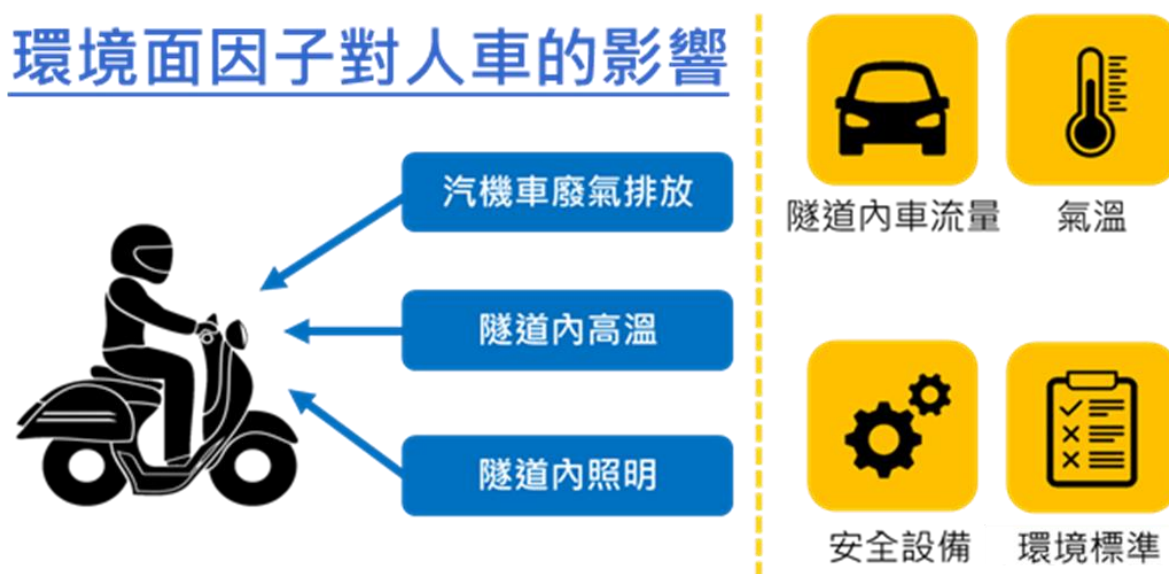 環境面因子對人車的影響
汽機車廢氣排放
隧道內高溫
隧道內照明
隧道內車流量
氣溫
安全設備
環境標準